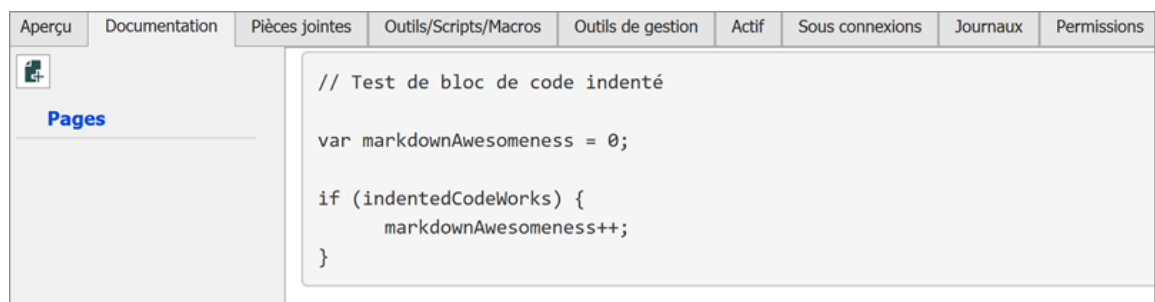 Aperçu Documentation Pièces jointes Outils/Scripts/Macros Outils de gestion Actif Sous connexions Journaux Permissions
Pages
// Test de bloc de code indenté
var markdownAwesomeness = 0;
if (indentedCodeWorks) {
markdownAwesomeness++;
}